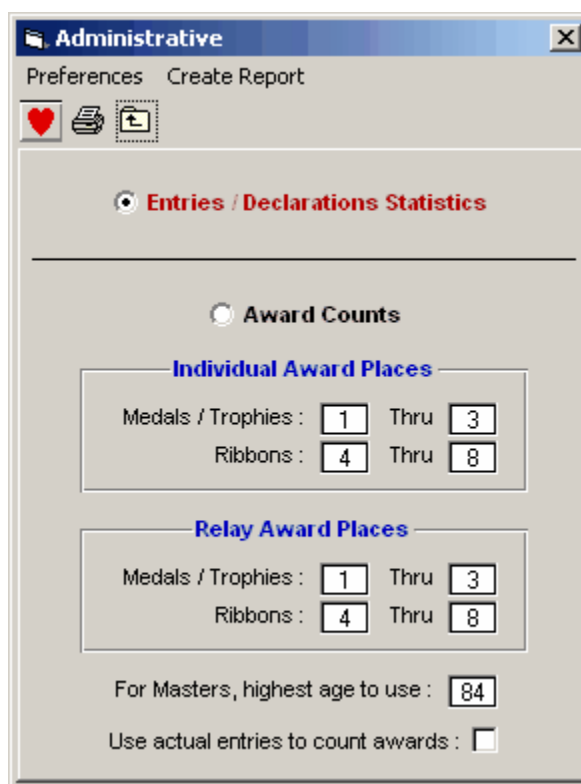 Administrative
Preferences Create Report
Entries / Declarations Statistics
Award Counts
Individual Award Places
Medals / Trophies : 1 Thru 3
Ribbons : 4 Thru 8
Relay Award Places
Medals / Trophies : 1 Thru 3
Ribbons : 4 Thru 8
For Masters, highest age to use : 84
Use actual entries to count awards :